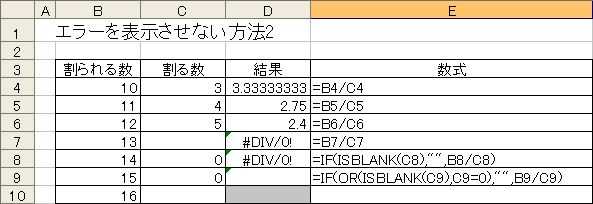 A B C D E
1 エラーを表示させない方法2
2
3 割られる数 割る数 結果 数式
4 10 3 3.33333333 =B4/C4
5 11 4 2.75 =B5/C5
6 12 5 2.4 =B6/C6
7 13 #DIV/0! =B7/C7
8 14 0 #DIV/0! =IF(ISBLANK(C8),"",B8/C8)
9 15 0 =IF(OR(ISBLANK(C9),C9=0),"",B9/C9)
10 16